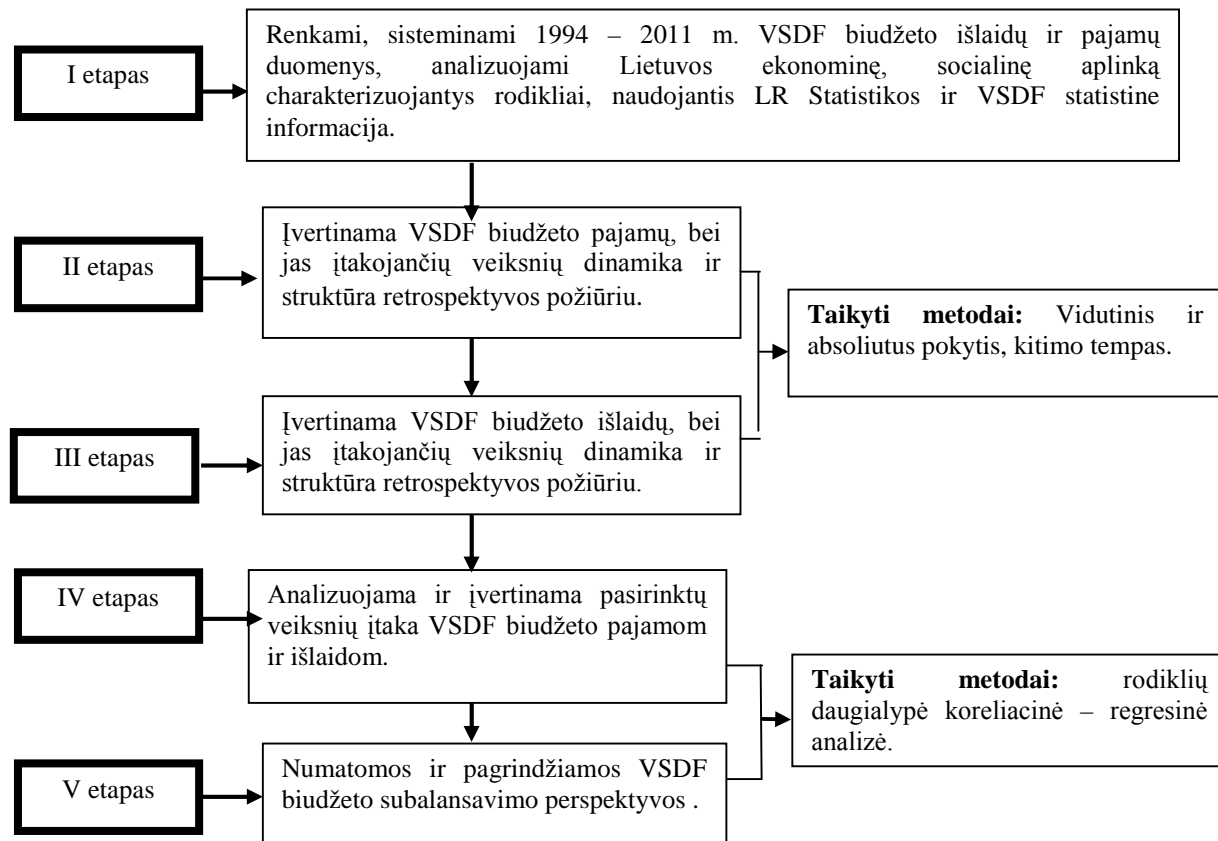 I etapas
Renkami, sisteminami 1994 – 2011 m. VSDF biudžeto išlaidų ir pajamų
duomenys, analizuojami Lietuvos ekonominę, socialinę aplinką
charakterizuojantys rodikliai, naudojantis LR Statistikos ir VSDF statistine
informacija.
II etapas
Įvertinama VSDF biudžeto pajamų, bei
jas įtakojančių veiksnių dinamika ir
struktūra retrospektyvos požiūriu.
Taikyti metodai: Vidutinis ir
absoliutus pokytis, kitimo tempas.
III etapas
Įvertinama VSDF biudžeto išlaidų, bei
jas įtakojančių veiksnių dinamika ir
struktūra retrospektyvos požiūriu.
IV etapas
Analizuojama ir įvertinama pasirinktų
veiksnių įtaka VSDF biudžeto pajamom
ir išlaidom.
Taikyti metodai: rodiklių
daugialypė koreliacinė – regresinė
analizė.
V etapas
Numatomos ir pagrindžiamos VSDF
biudžeto subalansavimo perspektyvos .